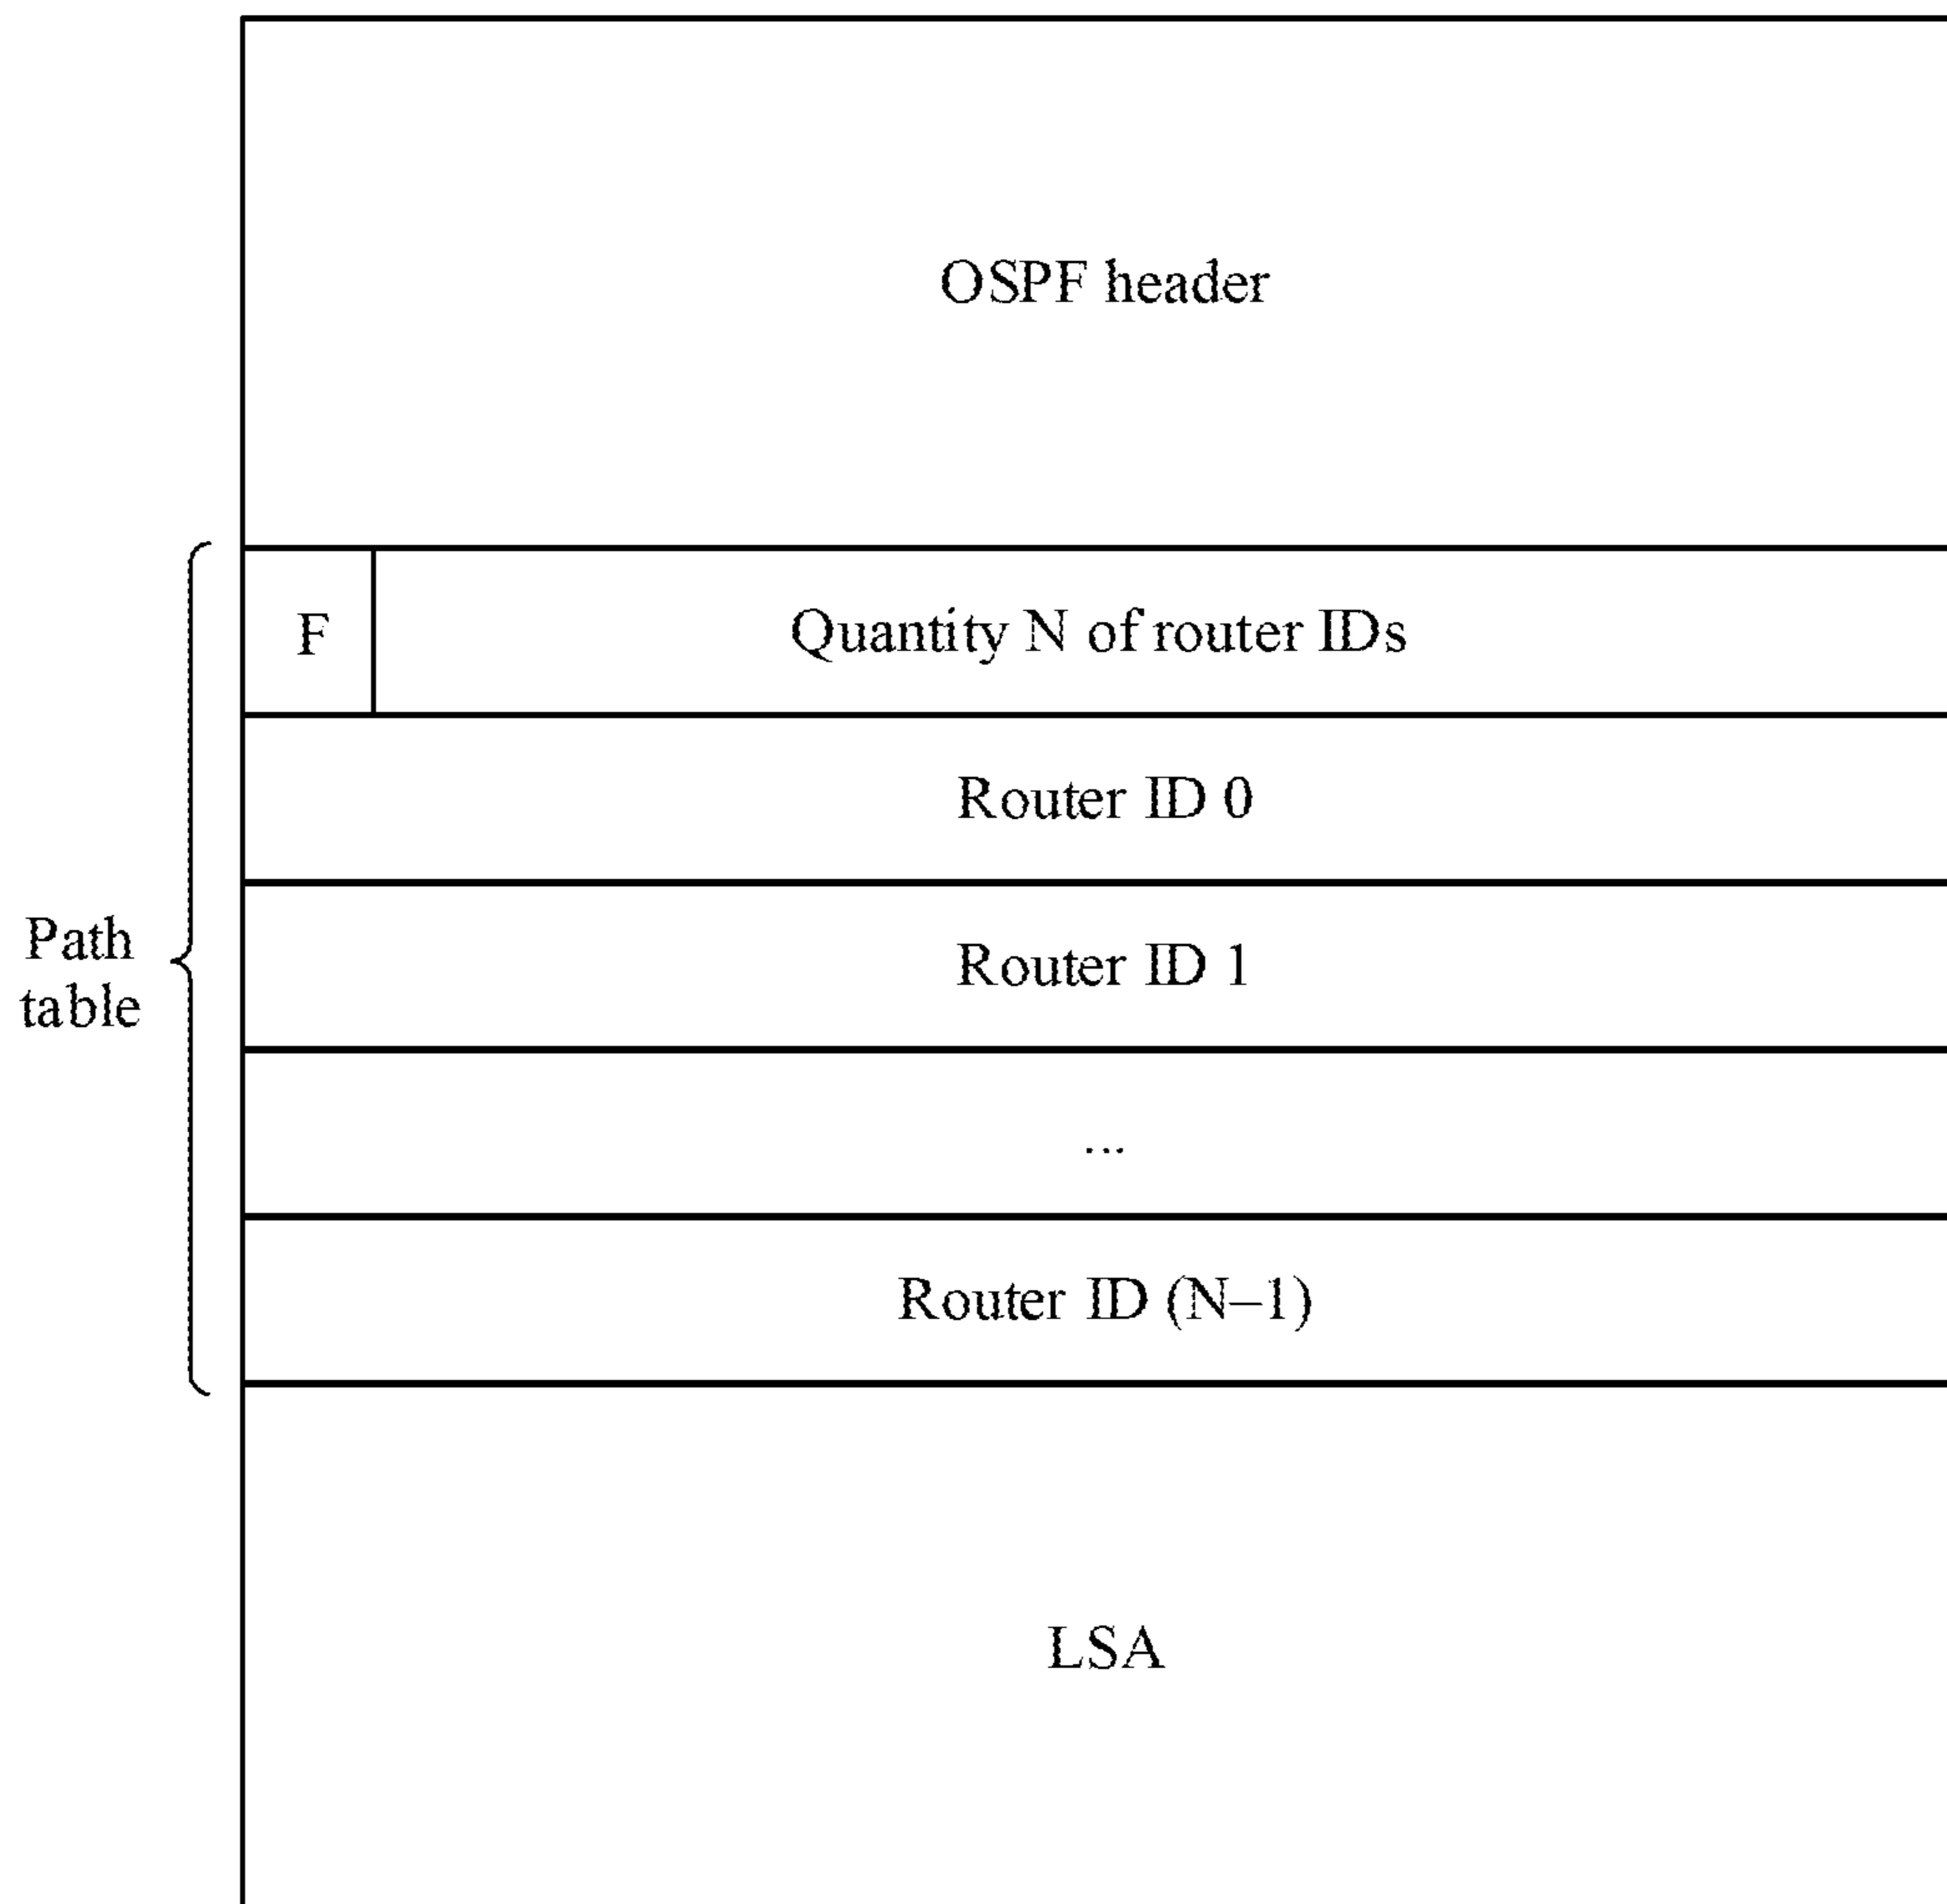 OSPF header
F
Quantity N of router IDs
Router ID 0
Router ID 1
Path
table
...
Router ID (N–1)
LSA